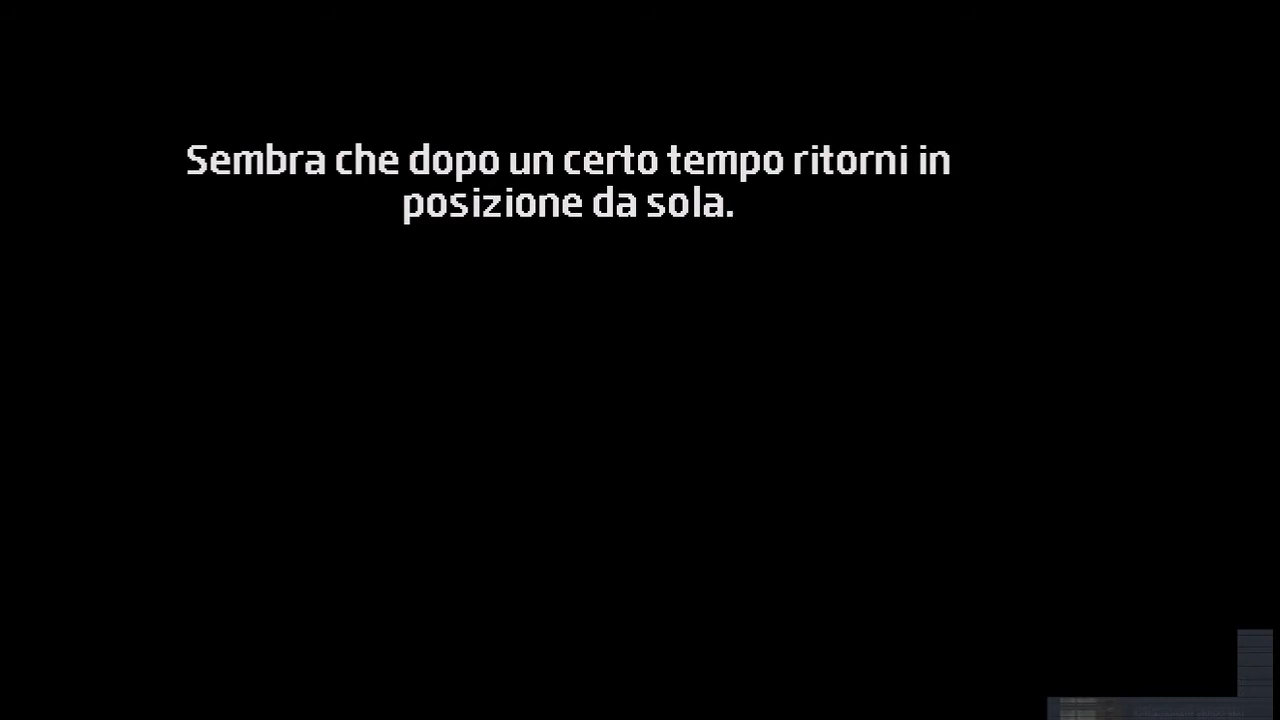 Sembra che dopo un certo tempo ritorni in
posizione da sola.